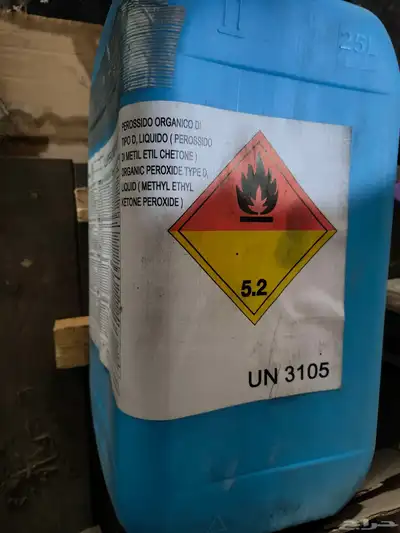 25L
PEROSSIDO ORGANICO DI
TIPO D, LIQUIDO ( PEROSSIDO
DI METIL ETIL CHETONE )
ORGANIC PEROXIDE TYPE D,
LIQUID ( METHYL ETHYL
KETONE PEROXIDE )
5.2
UN 3105
حراج